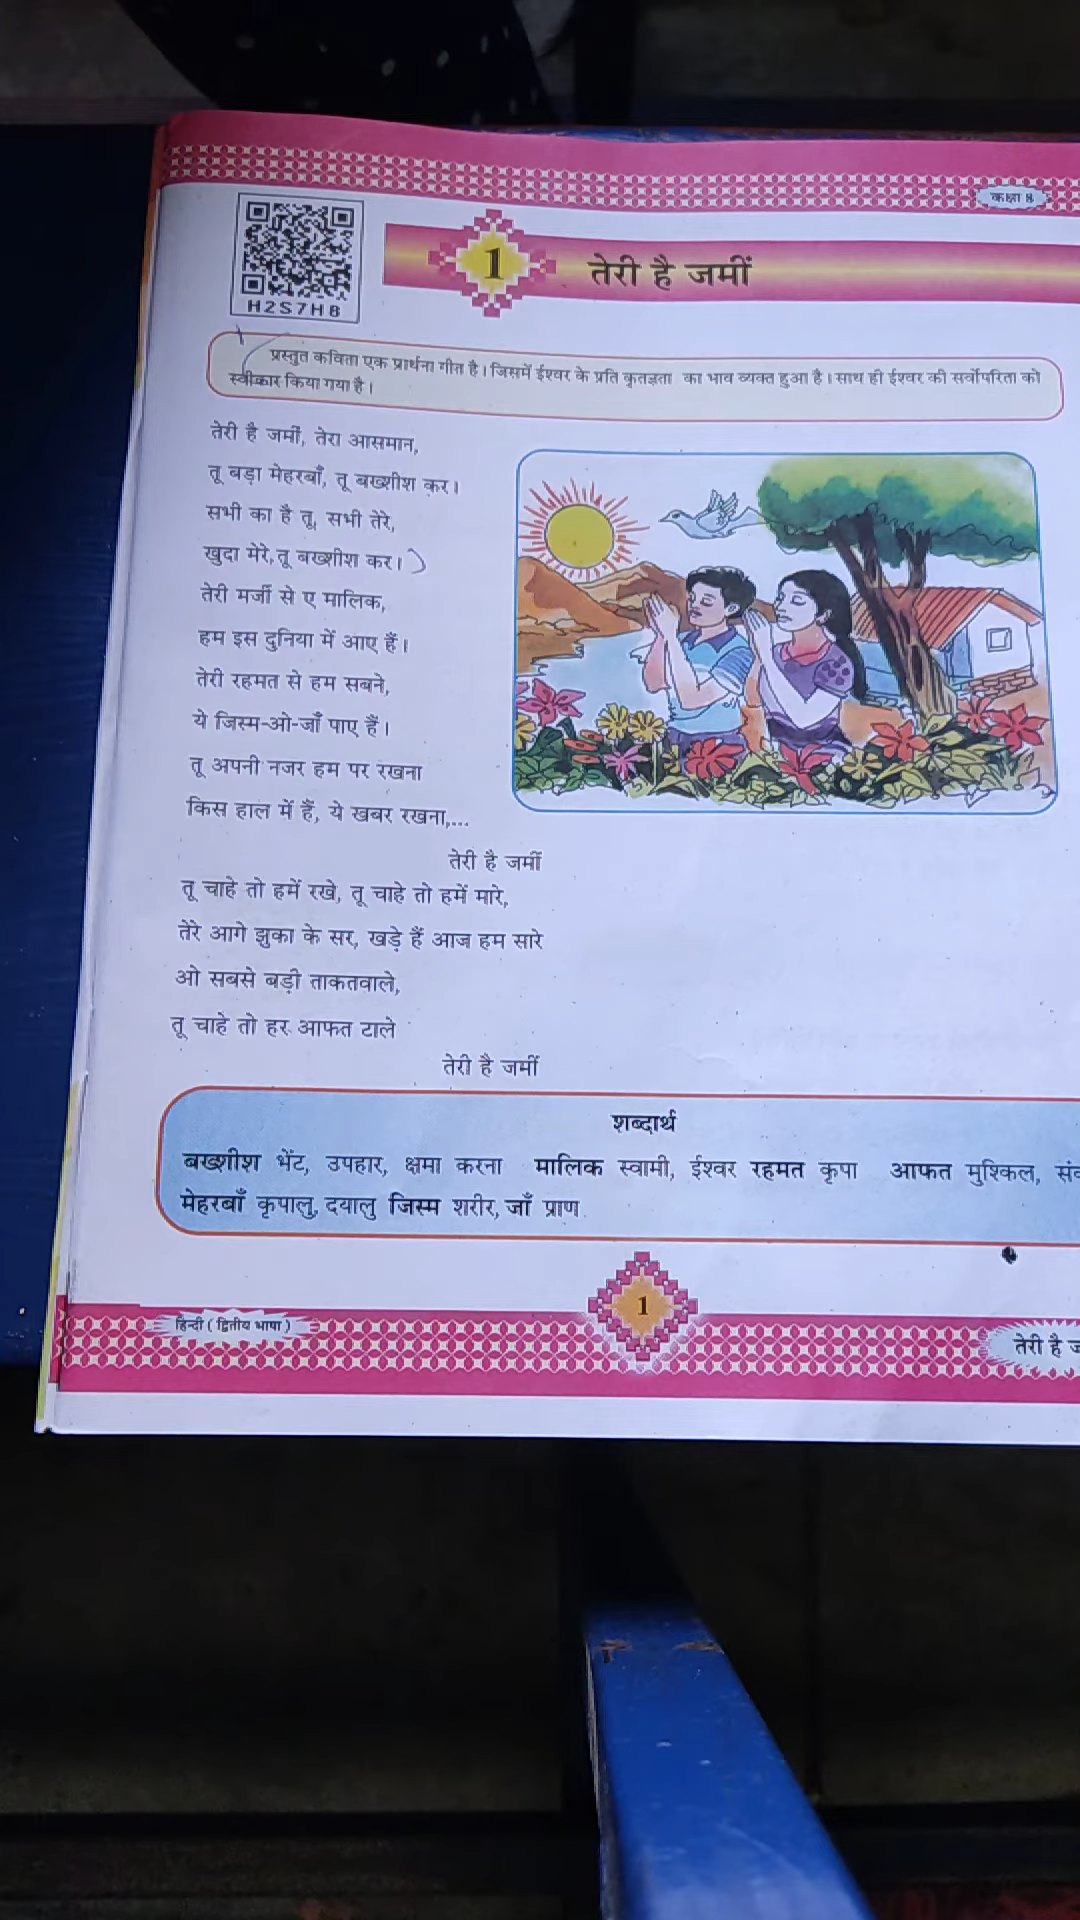 कक्षा 8
H2S7H8
1
तेरी है जमीं
प्रस्तुत कविता एक प्रार्थना गीत है। जिसमें ईश्वर के प्रति कृतज्ञता का भाव व्यक्त हुआ है। साथ ही ईश्वर की सर्वोपरिता को
स्वीकार किया गया है।
तेरी है जमीं, तेरा आसमान,
तू बड़ा मेहरबाँ, तू बख्शीश कर।
सभी का है तू, सभी तेरे,
खुदा मेरे, तू बख्शीश कर।
तेरी मर्जी से ए मालिक,
हम इस दुनिया में आए हैं।
तेरी रहमत से हम सबने,
ये जिस्म-ओ-जाँ पाए हैं।
तू अपनी नजर हम पर रखना
किस हाल में हैं, ये खबर रखना,...
तेरी है जमीं
तू चाहे तो हमें रखे, तू चाहे तो हमें मारे,
तेरे आगे झुका के सर, खड़े हैं आज हम सारे
ओ सबसे बड़ी ताकतवाले,
तू चाहे तो हर आफत टाले
तेरी है जमीं
शब्दार्थ
बख्शीश भेंट, उपहार, क्षमा करना मालिक स्वामी, ईश्वर रहमत कृपा आफत मुश्किल,
मेहरबाँ कृपालु, दयालु जिस्म शरीर, जाँ प्राण
1
हिन्दी ( द्वितीय भाषा )
तेरी है